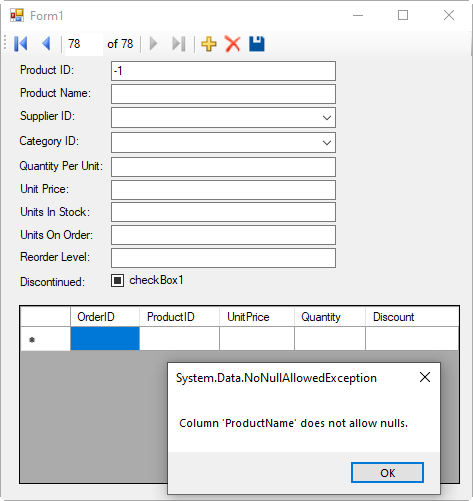 Form1
78 of 78
Product ID: -1
Product Name:
Supplier ID:
Category ID:
Quantity Per Unit:
Unit Price:
Units In Stock:
Units On Order:
Reorder Level:
Discontinued: checkBox1
OrderID ProductID UnitPrice Quantity Discount
*
System.Data.NoNullAllowedException
Column 'ProductName' does not allow nulls.
OK